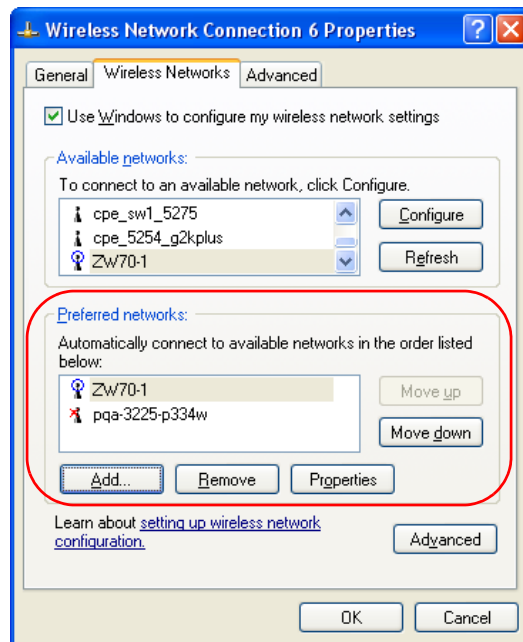 Wireless Network Connection 6 Properties
General Wireless Networks Advanced
Use Windows to configure my wireless network settings
Available networks:
To connect to an available network, click Configure.
cpe_sw1_5275
cpe_5254_g2kplus
ZW70-1
Configure
Refresh
Preferred networks:
Automatically connect to available networks in the order listed
below:
ZW70-1
pqa-3225-p334w
Move up
Move down
Add... Remove Properties
Learn about setting up wireless network
configuration.
Advanced
OK Cancel